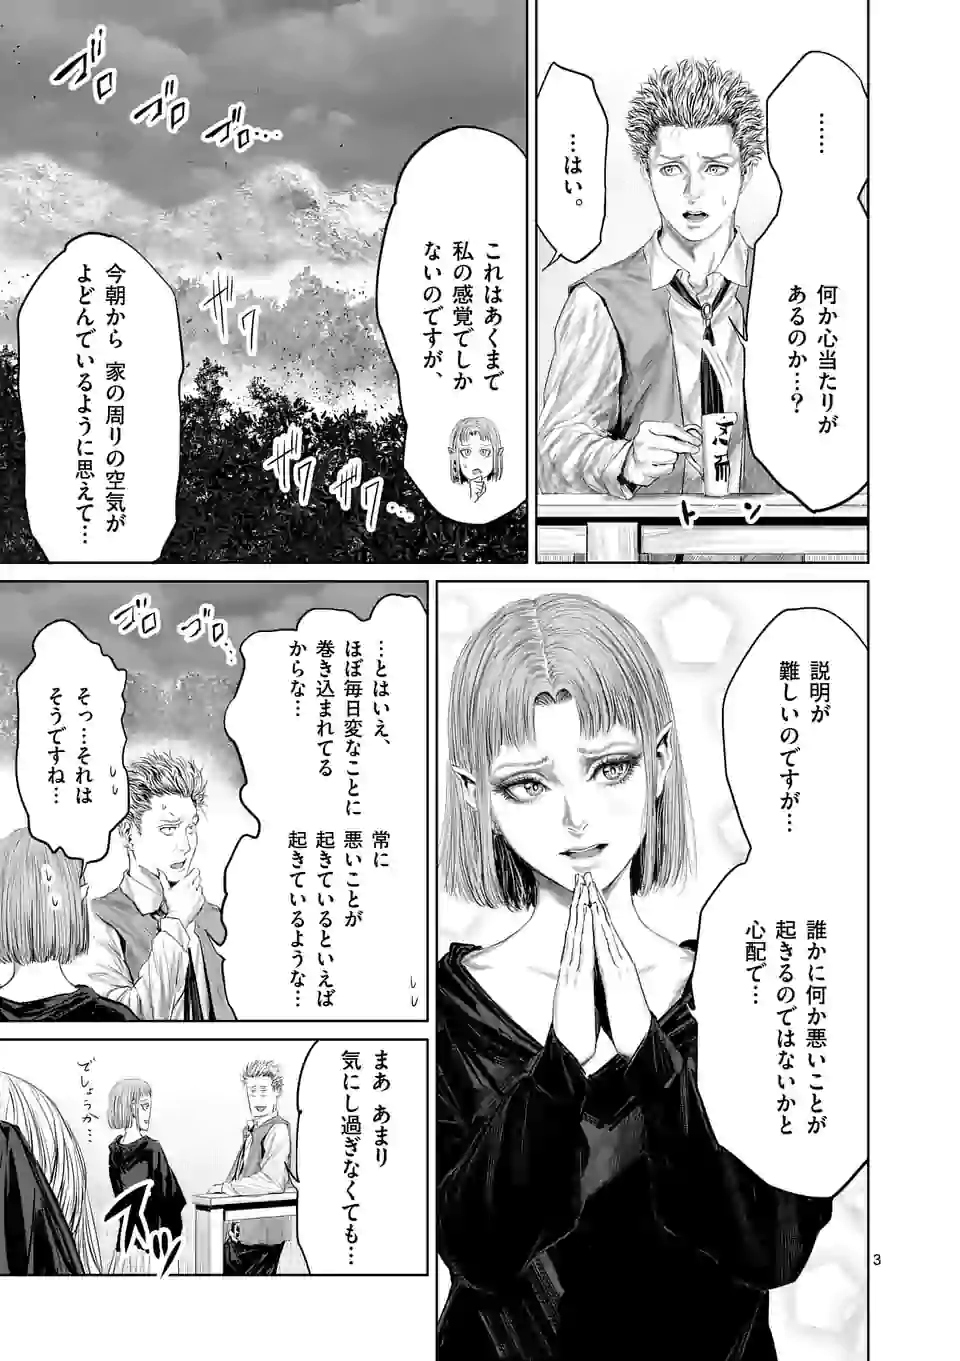 ……
何か心当たりが
あるのか…？
…はい。
トン
これはあくまで
私の感覚でしか
ないのですが、
今朝から 家の周りの空気が
よどんでいるように思えて…
ゴロ
ゴロ
ゴロ…
ザワ
ザワ
ザワ…
説明が
難しいのですが…
誰かに何か悪いことが
起きるのではないかと
心配で…
…とはいえ、
ほぼ毎日変なことに
巻き込まれてる
からな…
常に
悪いことが
起きているといえば
起きているような…
そっ…それは
そうですね…
ゴロ
ゴロ…
まあ あまり
気にし過ぎなくても…
でしょうか…
スッ
3